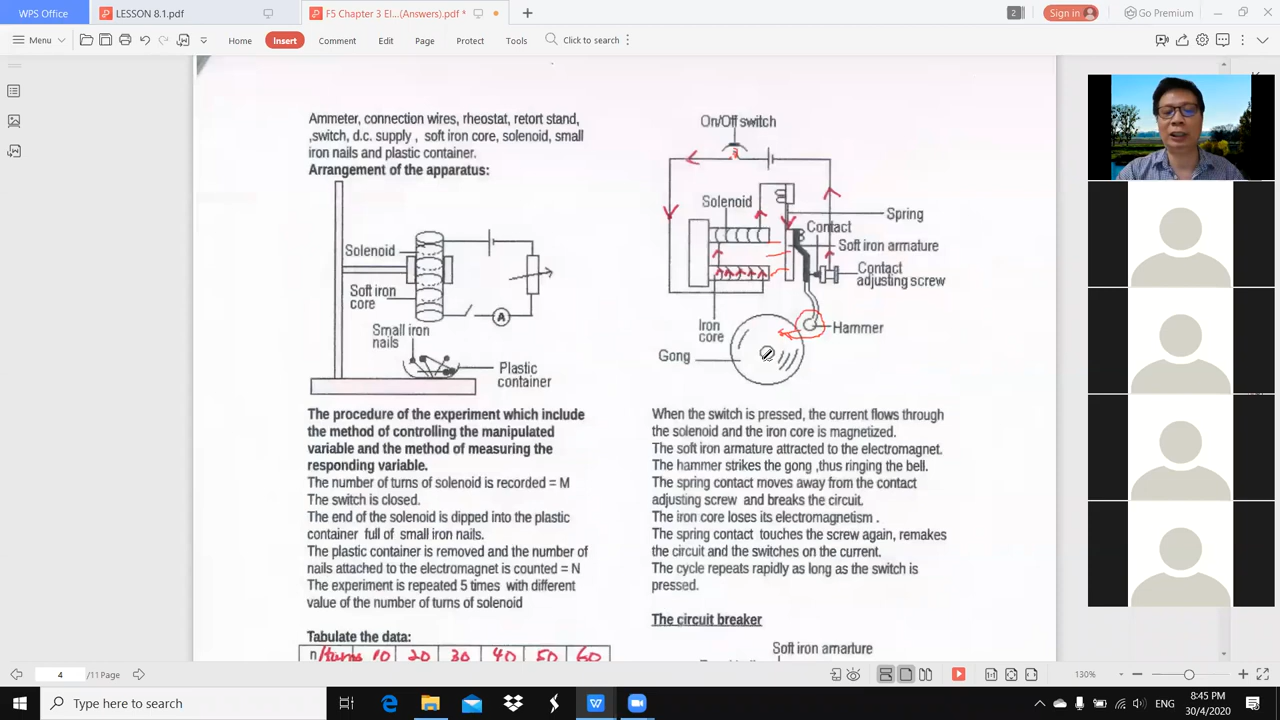 WPS Office
LESSON 8.1.pdf
F5 Chapter 3 El...(Answers).pdf *
2
Sign in
Go Premium
Menu
Home
Insert
Comment
Edit
Page
Protect
Tools
Click to search
Ammeter, connection wires, rheostat, retort stand,
,switch, d.c. supply , soft iron core, solenoid, small
iron nails and plastic container.
Arrangement of the apparatus:
Solenoid
Soft iron
core
A
Small iron
nails
Plastic
container
The procedure of the experiment which include
the method of controlling the manipulated
variable and the method of measuring the
responding variable.
The number of turns of solenoid is recorded = M
The switch is closed.
The end of the solenoid is dipped into the plastic
container full of small iron nails.
The plastic container is removed and the number of
nails attached to the electromagnet is counted = N
The experiment is repeated 5 times with different
value of the number of turns of solenoid
Tabulate the data:
n /turns 10 20 30 40 50 60
On/Off switch
Solenoid
Spring
Contact
Soft iron armature
Contact
adjusting screw
Iron
core
Hammer
Gong
When the switch is pressed, the current flows through
the solenoid and the iron core is magnetized.
The soft iron armature attracted to the electromagnet.
The hammer strikes the gong ,thus ringing the bell.
The spring contact moves away from the contact
adjusting screw and breaks the circuit.
The iron core loses its electromagnetism .
The spring contact touches the screw again, remakes
the circuit and the switches on the current.
The cycle repeats rapidly as long as the switch is
pressed.
The circuit breaker
Soft iron amarture
4
/11 Page
130%
Type here to search
ENG
8:45 PM
30/4/2020